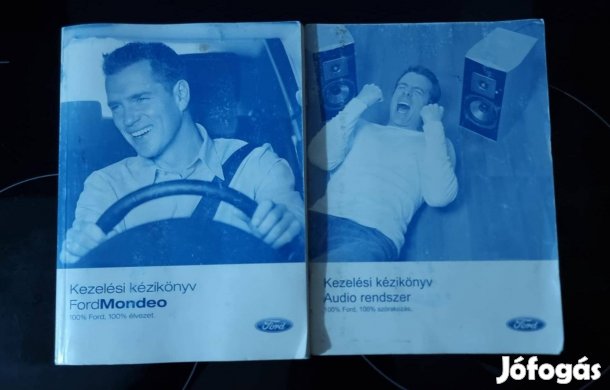 Kezelési kézikönyv
FordMondeo
100% Ford, 100% élvezet.
Ford
Kezelési kézikönyv
Audio rendszer
100% Ford, 100% szórakozás.
Ford
Jófogás